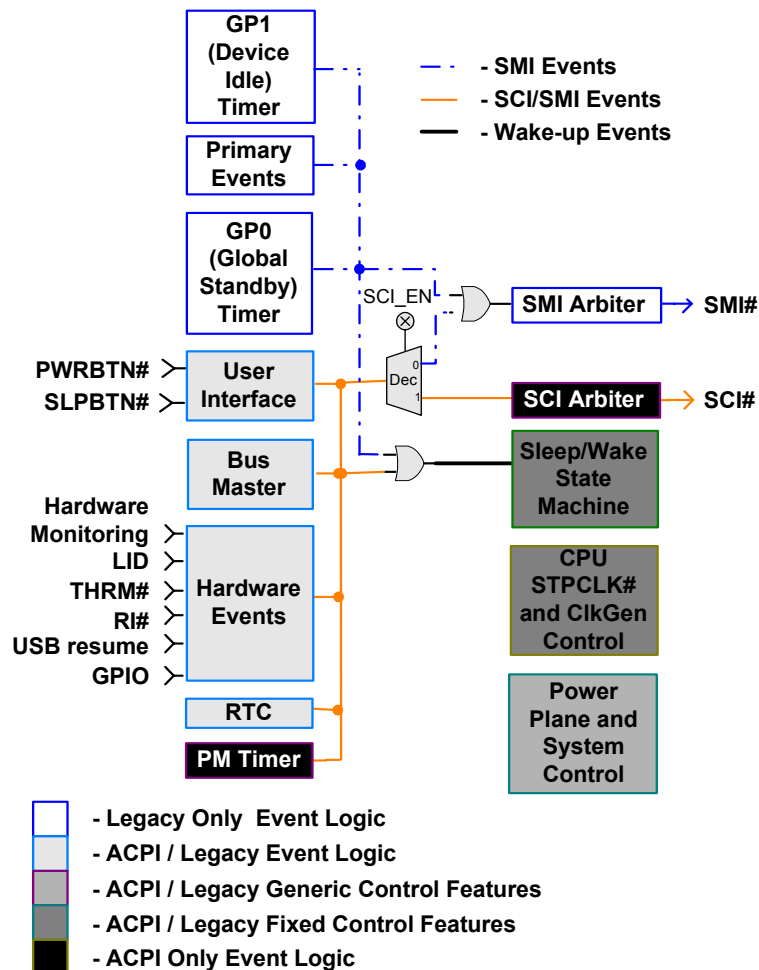 GP1
(Device
Idle)
Timer
- SMI Events
- SCI/SMI Events
- Wake-up Events
Primary
Events
GP0
(Global
Standby)
Timer
SCI_EN
SMI Arbiter
SMI#
PWRBTN#
SLPBTN#
User
Interface
0
Dec
1
SCI Arbiter
SCI#
Bus
Master
Sleep/Wake
State
Machine
Hardware
Monitoring
LID
THRM#
RI#
USB resume
GPIO
Hardware
Events
CPU
STPCLK#
and ClkGen
Control
RTC
PM Timer
Power
Plane and
System
Control
- Legacy Only Event Logic
- ACPI / Legacy Event Logic
- ACPI / Legacy Generic Control Features
- ACPI / Legacy Fixed Control Features
- ACPI Only Event Logic